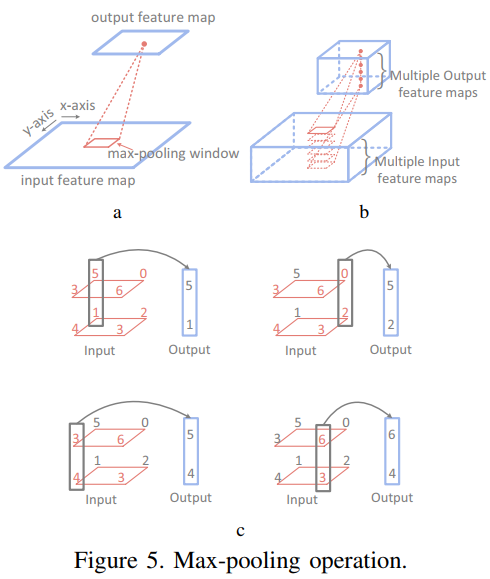 output feature map
x-axis
y-axis
max-pooling window
input feature map
a
Multiple Output
feature maps
Multiple Input
feature maps
b
5 0
3 6
1 2
4 3
5
1
Input Output
5 0
3 6
1 2
4 3
5
2
Input Output
5 0
3 6
1 2
4 3
5
4
Input Output
5 0
3 6
1 2
4 3
6
4
Input Output
c
Figure 5. Max-pooling operation.